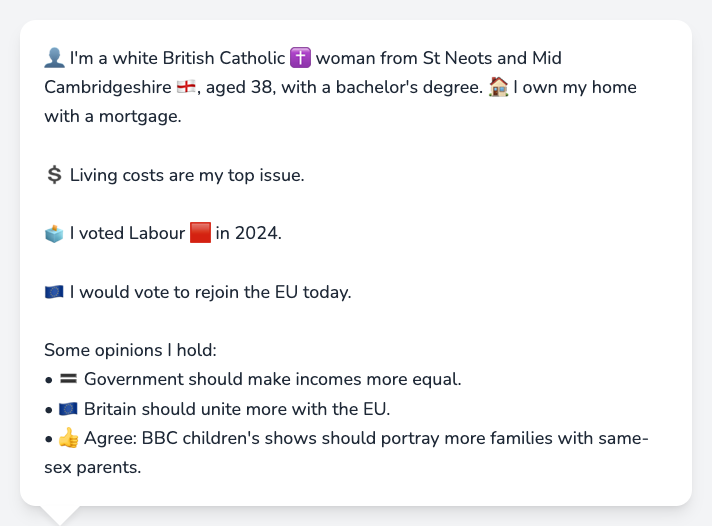 👤 I'm a white British Catholic ✝️ woman from St Neots and Mid
Cambridgeshire 🏴󠁧󠁢󠁥󠁮󠁧󠁿, aged 38, with a bachelor's degree. 🏠 I own my home
with a mortgage.
💲 Living costs are my top issue.
🗳️ I voted Labour 🟥 in 2024.
🇪🇺 I would vote to rejoin the EU today.
Some opinions I hold:
• 🟰 Government should make incomes more equal.
• 🇪🇺 Britain should unite more with the EU.
• 👍 Agree: BBC children's shows should portray more families with same-
sex parents.